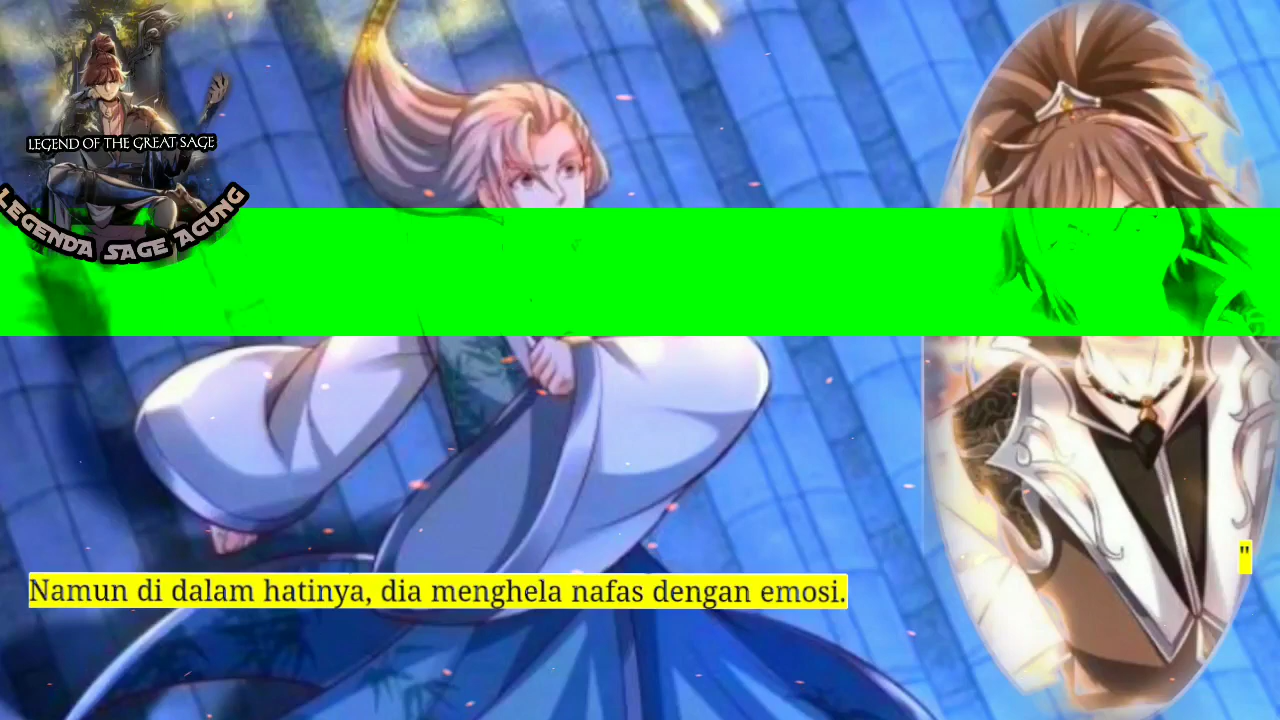 LEGEND OF THE GREAT SAGE
LEGENDA SAGE AGUNG
"
Namun di dalam hatinya, dia menghela nafas dengan emosi.